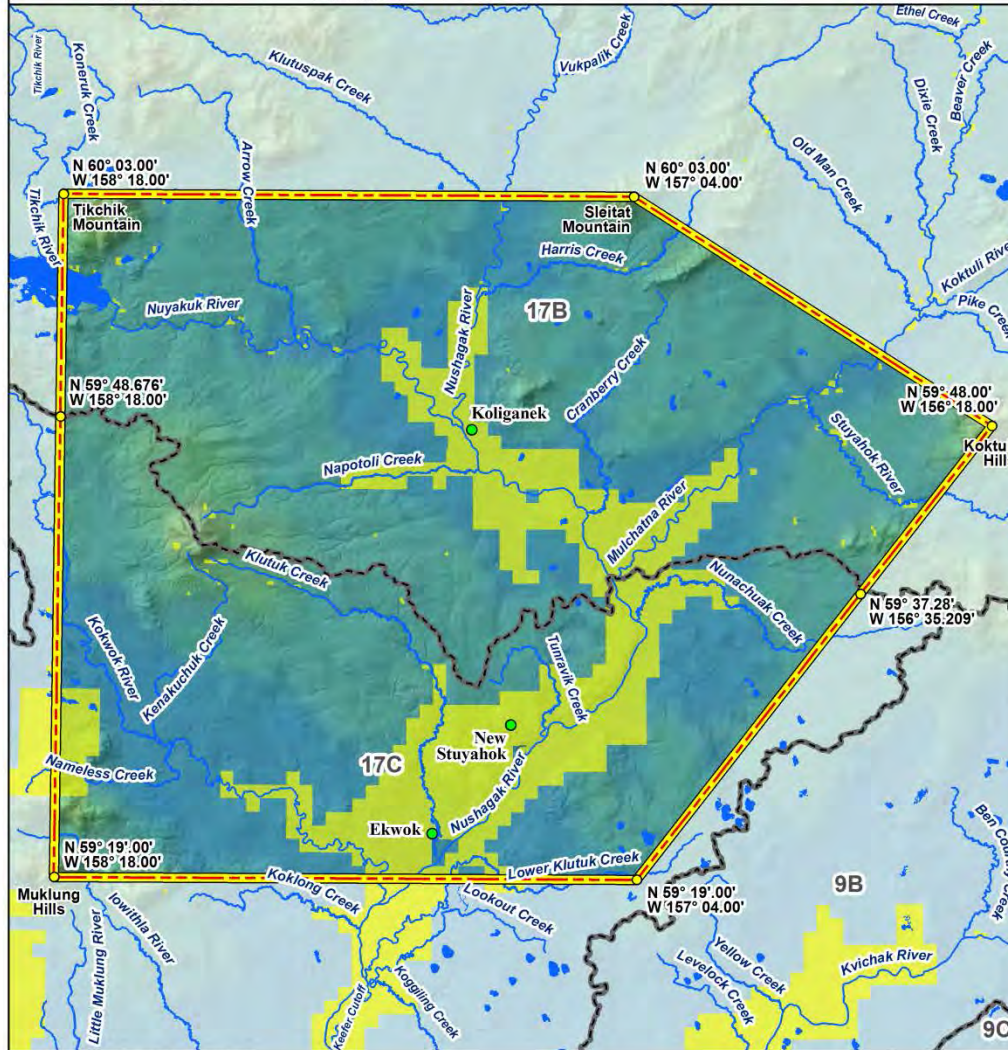 Ethel Creek
Tikchik River
Koneruk Creek
Klutuspak Creek
Vukpalik Creek
Dixie Creek
Beaver Creek
Old Man Creek
Arrow Creek
N 60° 03.00'
W 158° 18.00'
N 60° 03.00'
W 157° 04.00'
Tikchik River
Tikchik
Mountain
Sleitat
Mountain
Harris Creek
Koktuli River
Pike Creek
Nuyakuk River
Nushagak River
17B
Cranberry Creek
N 59° 48.676'
W 158° 18.00'
N 59° 48.00'
W 156° 18.00'
Koliganek
Stuyahok River
Koktu
Hill
Napotoli Creek
Mulchatna River
Klutuk Creek
Nunachuak Creek
N 59° 37.28'
W 156° 35.209'
Kokwok River
Kenakuchuk Creek
Tunravik Creek
New
Stuyahok
Nameless Creek
17C
Nushagak River
Ekwok
N 59° 19'.00'
W 158° 18.00'
Lower Klutuk Creek
N 59° 19'.00'
W 157° 04.00'
Muklung
Hills
Koklong Creek
Lookout Creek
9B
Iowithla River
Little Muklung River
Yellow Creek
Kvichak River
Levelock Creek
Koggiling Creek
Keefer Cutoff
9C